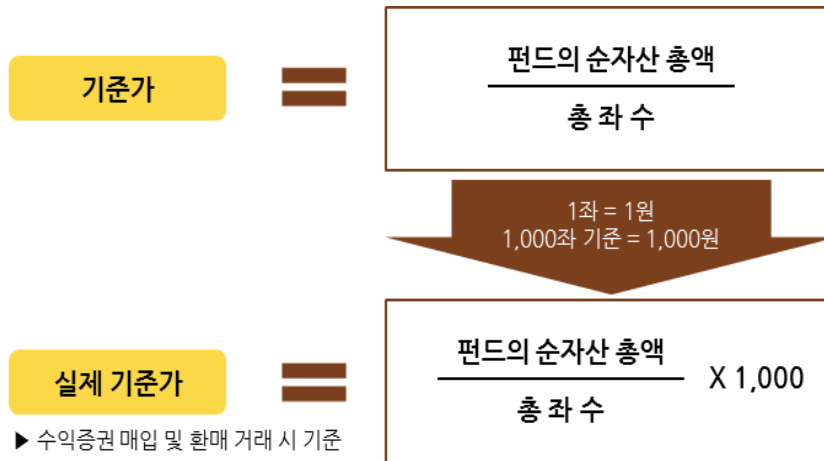 기준가
펀드의 순자산 총액
총 좌 수
1좌 = 1원
1,000좌 기준 = 1,000원
실제 기준가
펀드의 순자산 총액
총 좌 수
X 1,000
▶ 수익증권 매입 및 환매 거래 시 기준